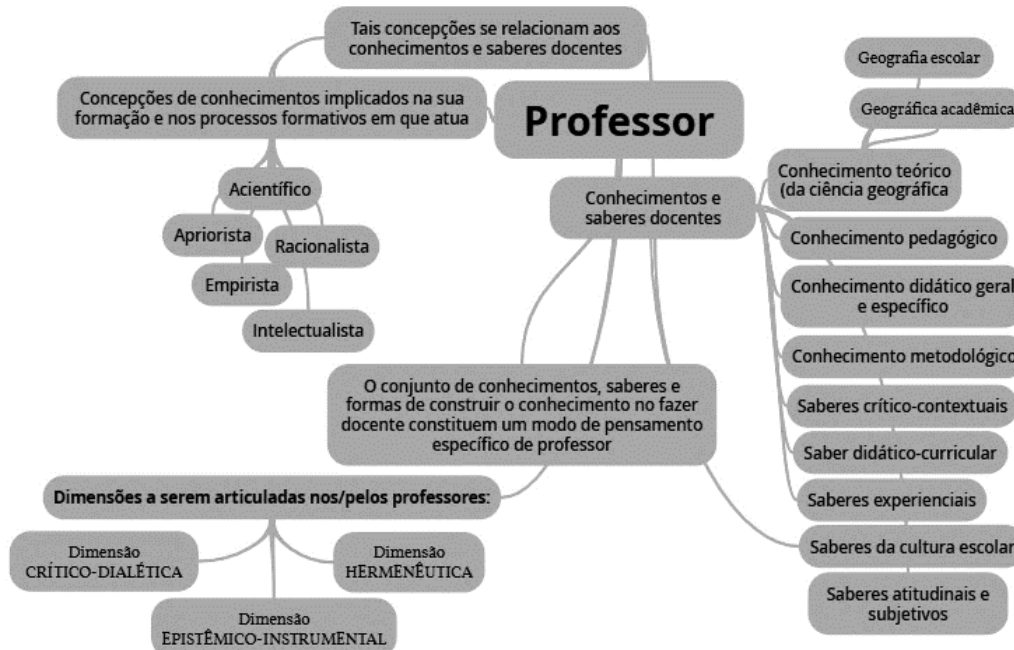 Tais concepções se relacionam aos
conhecimentos e saberes docentes
Concepções de conhecimentos implicados na sua
formação e nos processos formativos em que atua
Professor
Acientífico
Apriorista
Racionalista
Empirista
Intelectualista
Conhecimentos e
saberes docentes
Geografia escolar
Geográfica acadêmica
Conhecimento teórico
(da ciência geográfica
Conhecimento pedagógico
Conhecimento didático geral
e específico
Conhecimento metodológico
Saberes crítico-contextuais
Saber didático-curricular
Saberes experienciais
Saberes da cultura escolar
Saberes atitudinais e
subjetivos
O conjunto de conhecimentos, saberes e
formas de construir o conhecimento no fazer
docente constituem um modo de pensamento
específico de professor
Dimensões a serem articuladas nos/pelos professores:
Dimensão
CRÍTICO-DIALÉTICA
Dimensão
HERMENÊUTICA
Dimensão
EPISTÊMICO-INSTRUMENTAL